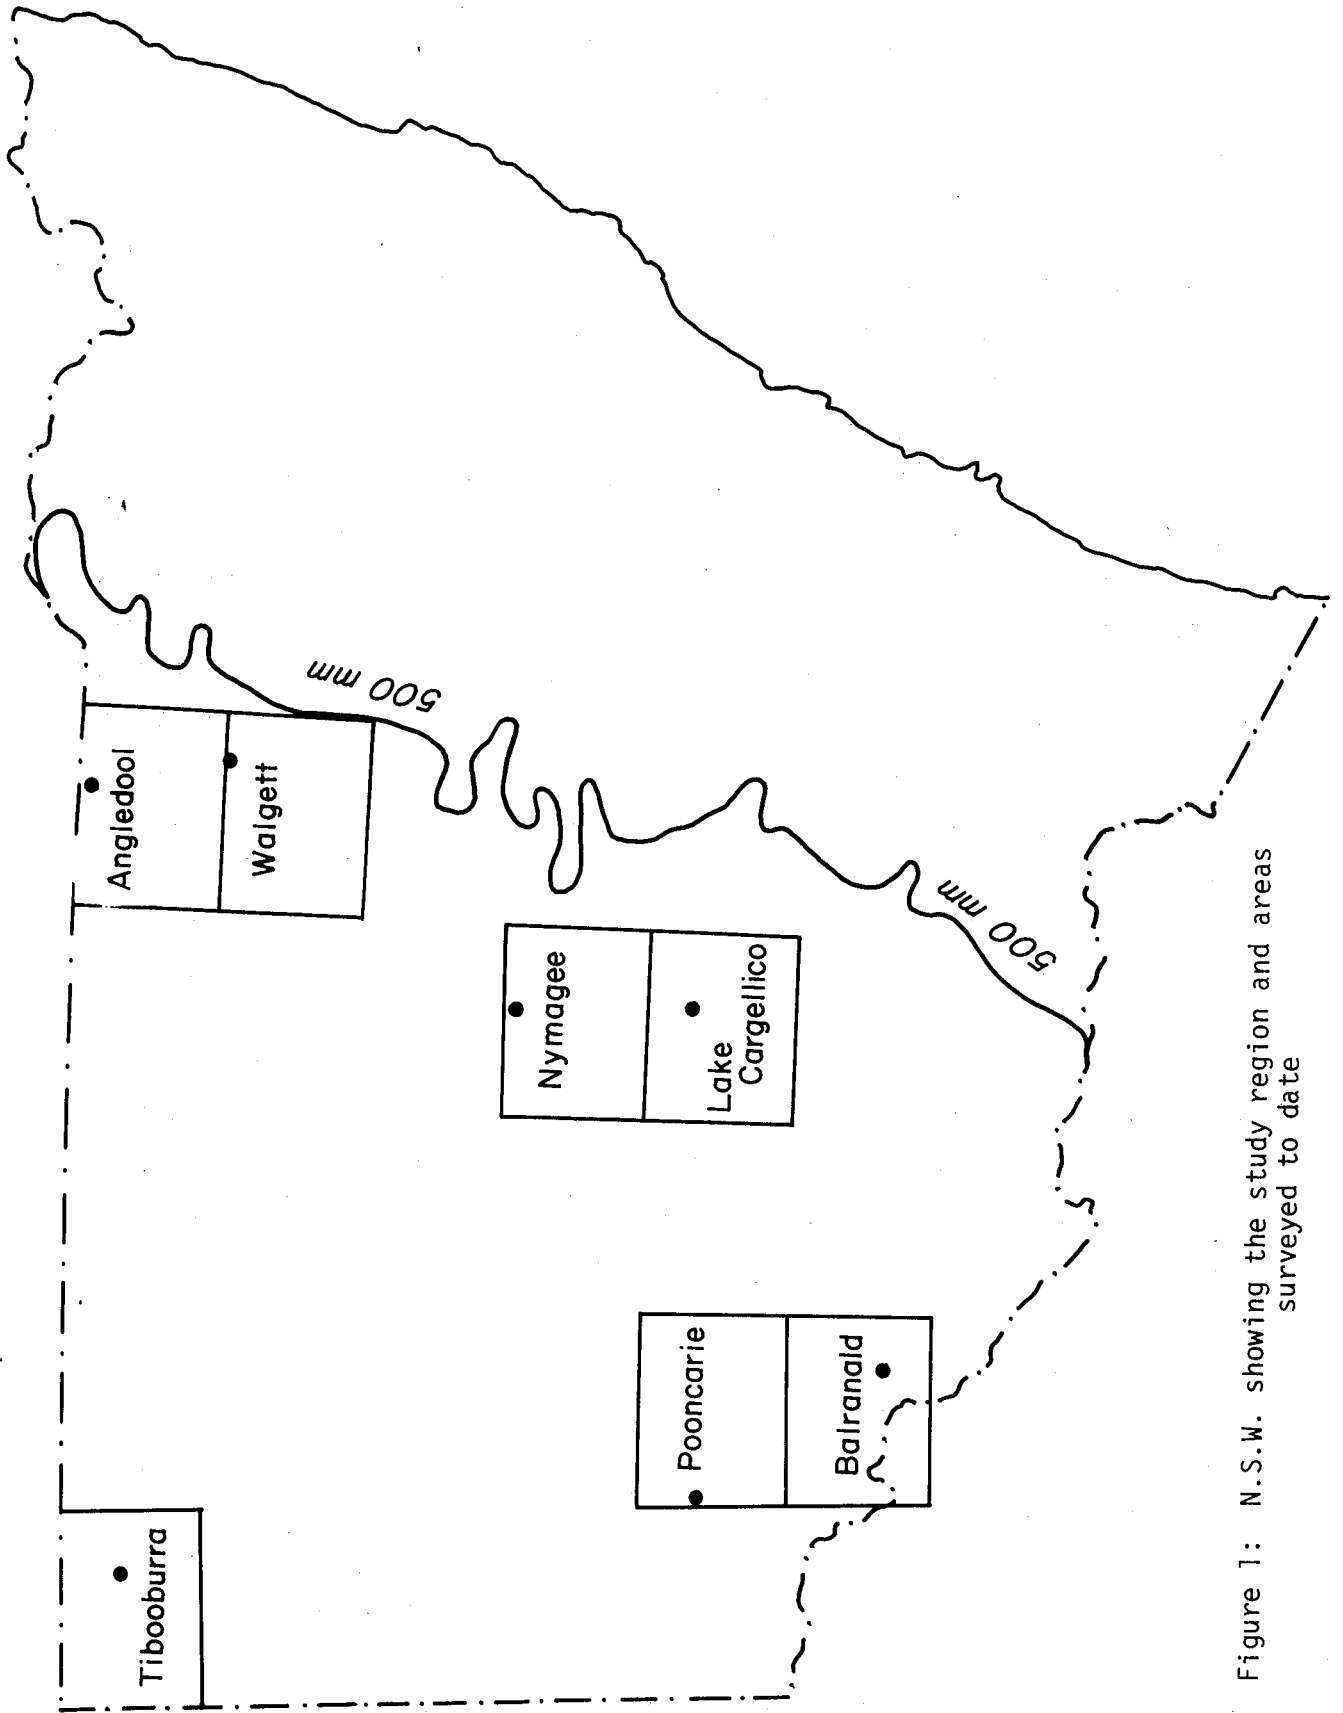 Angledool
Walgett
500 mm
Nymagee
Lake
Cargellico
500 mm
Pooncarie
Balranald
Tibooburra
Figure 1: N.S.W. showing the study region and areas
surveyed to date